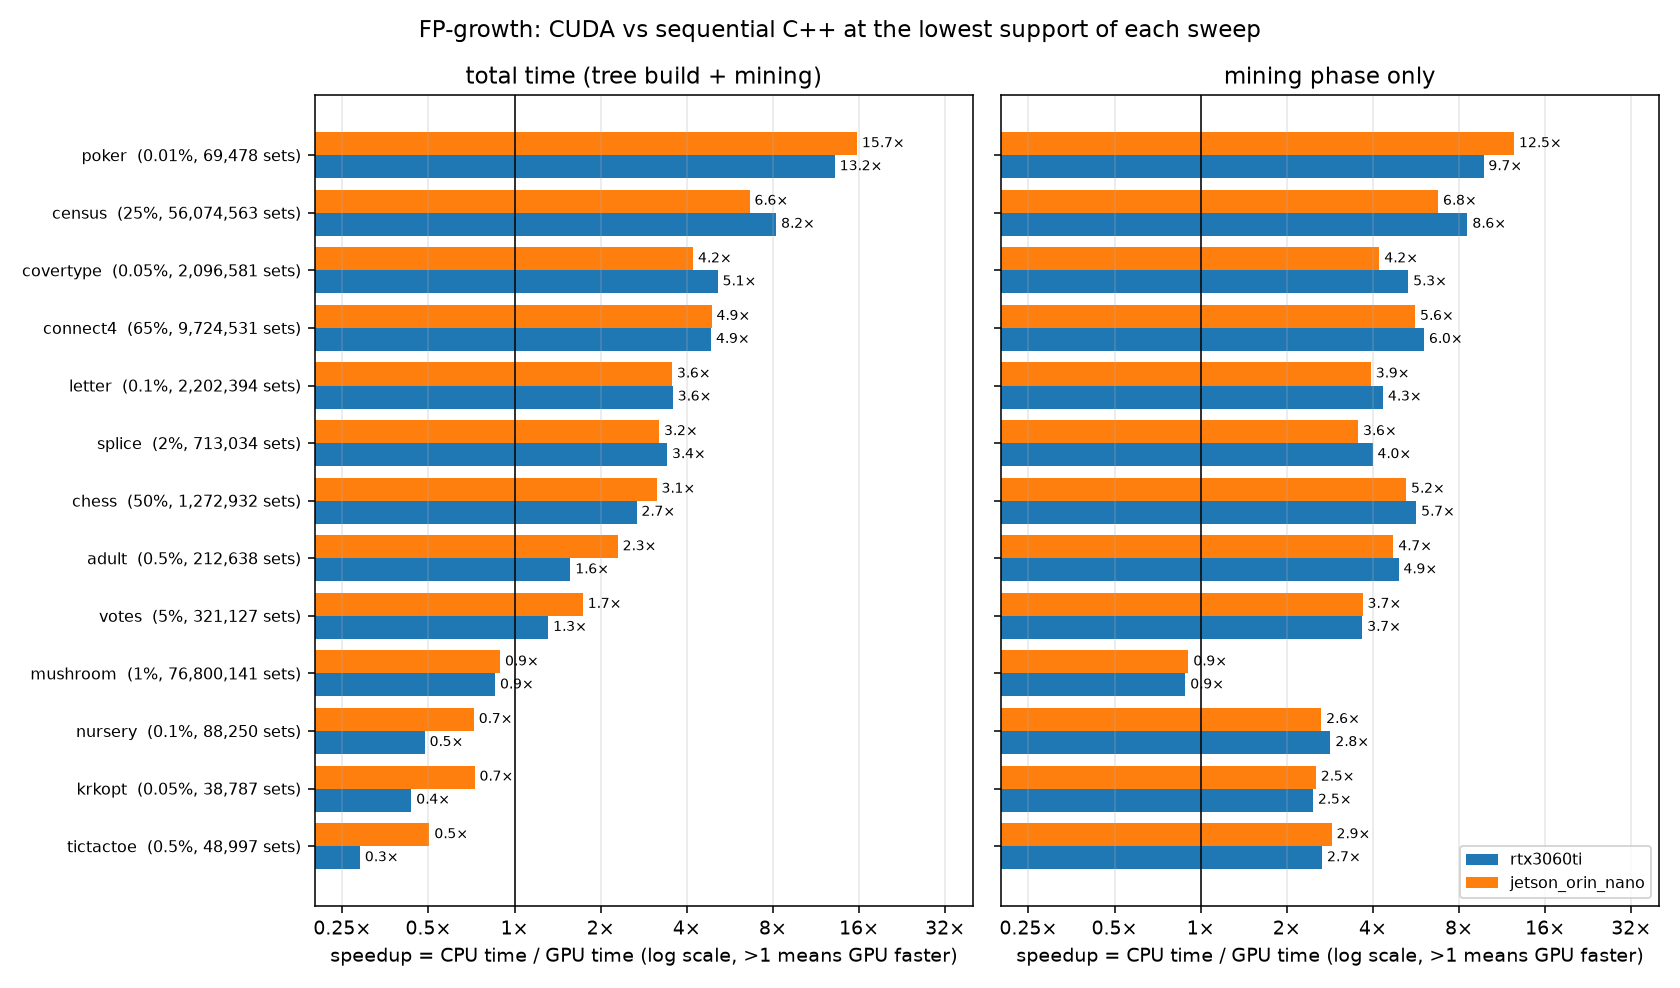 FP-growth: CUDA vs sequential C++ at the lowest support of each sweep
total time (tree build + mining)
poker (0.01%, 69,478 sets)
15.7×
13.2×
census (25%, 56,074,563 sets)
6.6×
8.2×
covertype (0.05%, 2,096,581 sets)
4.2×
5.1×
connect4 (65%, 9,724,531 sets)
4.9×
4.9×
letter (0.1%, 2,202,394 sets)
3.6×
3.6×
splice (2%, 713,034 sets)
3.2×
3.4×
chess (50%, 1,272,932 sets)
3.1×
2.7×
adult (0.5%, 212,638 sets)
2.3×
1.6×
votes (5%, 321,127 sets)
1.7×
1.3×
mushroom (1%, 76,800,141 sets)
0.9×
0.9×
nursery (0.1%, 88,250 sets)
0.7×
0.5×
krkopt (0.05%, 38,787 sets)
0.7×
0.4×
tictactoe (0.5%, 48,997 sets)
0.5×
0.3×
0.25× 0.5× 1× 2× 4× 8× 16× 32×
speedup = CPU time / GPU time (log scale, >1 means GPU faster)
mining phase only
12.5×
9.7×
6.8×
8.6×
4.2×
5.3×
5.6×
6.0×
3.9×
4.3×
3.6×
4.0×
5.2×
5.7×
4.7×
4.9×
3.7×
3.7×
0.9×
0.9×
2.6×
2.8×
2.5×
2.5×
2.9×
2.7×
rtx3060ti
jetson_orin_nano
0.25× 0.5× 1× 2× 4× 8× 16× 32×
speedup = CPU time / GPU time (log scale, >1 means GPU faster)